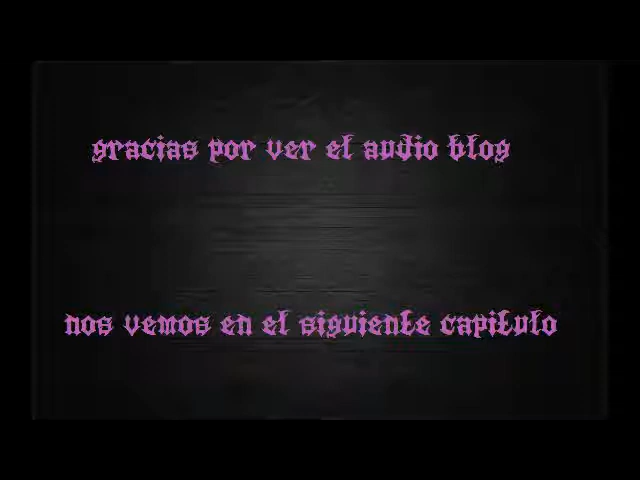 gracias por ver el audio blog
nos vemos en el siguiente capitulo